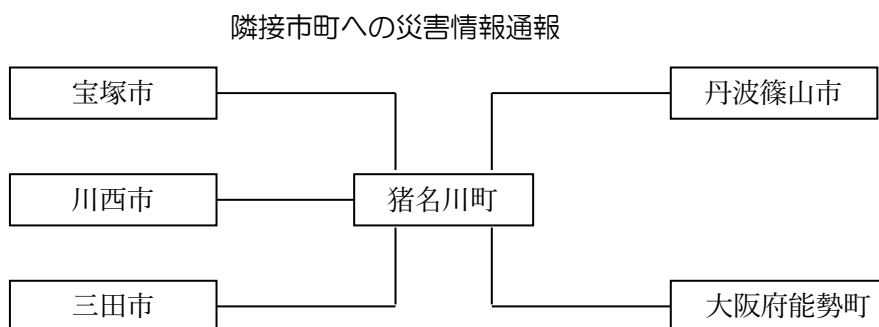 隣接市町への災害情報通報
宝塚市
丹波篠山市
川西市
猪名川町
三田市
大阪府能勢町